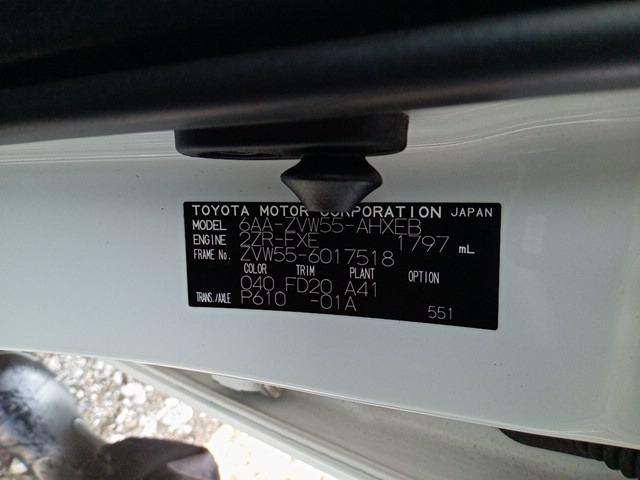 TOYOTA MOTOR CORPORATION JAPAN
MODEL 6AA-ZVW55-AHXEB
ENGINE 2ZR-FXE 1797 mL
FRAME No. ZVW55-6017518
COLOR TRIM PLANT OPTION
040 FD20 A41
TRANS./AXLE P610 -01A
551